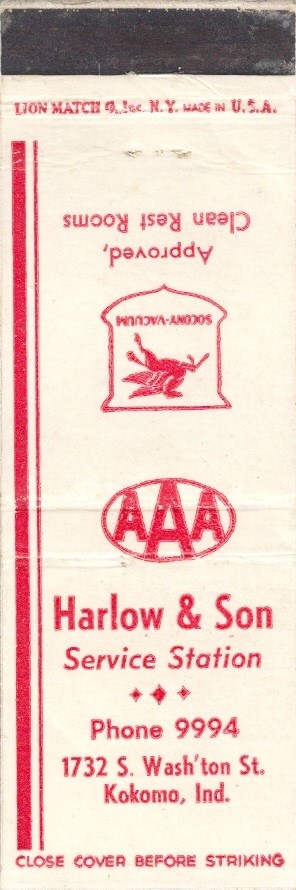 LION MATCH Co., Inc. N.Y. MADE IN U.S.A.
Approved,
Clean Rest Rooms
SOCONY-VACUUM
AAA
Harlow & Son
Service Station
Phone 9994
1732 S. Wash'ton St.
Kokomo, Ind.
CLOSE COVER BEFORE STRIKING